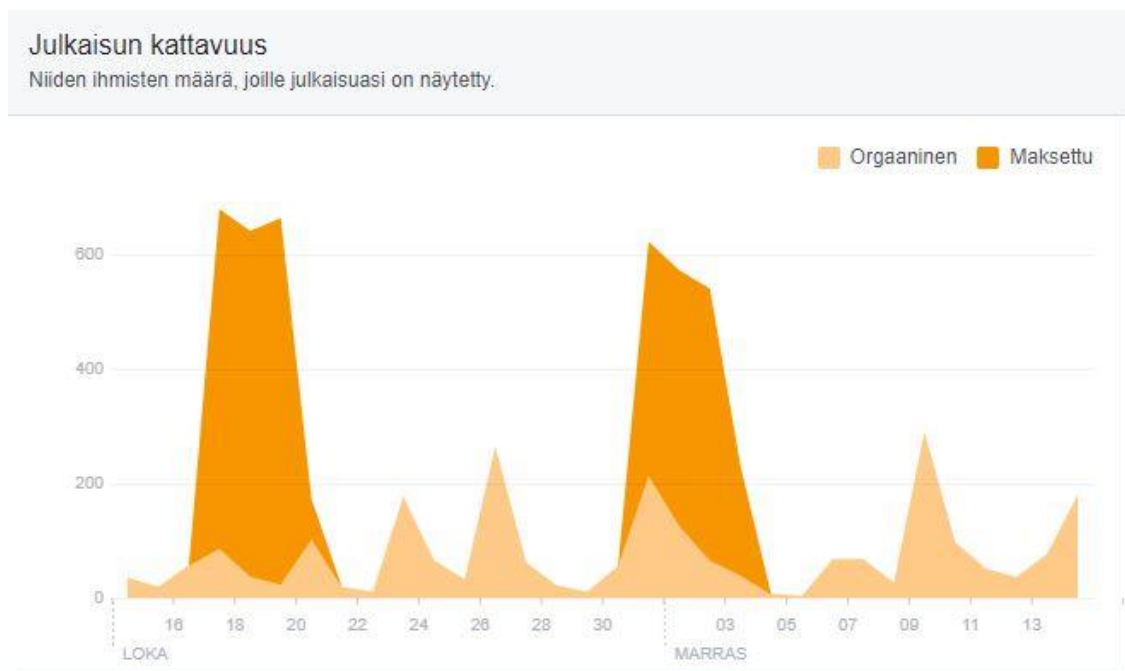 Julkaisun kattavuus
Niiden ihmisten määrä, joille julkaisuasi on näytetty.
Orgaaninen Maksettu
600
400
200
0
16 18 20 22 24 26 28 30 03 05 07 09 11 13
LOKA MARRAS